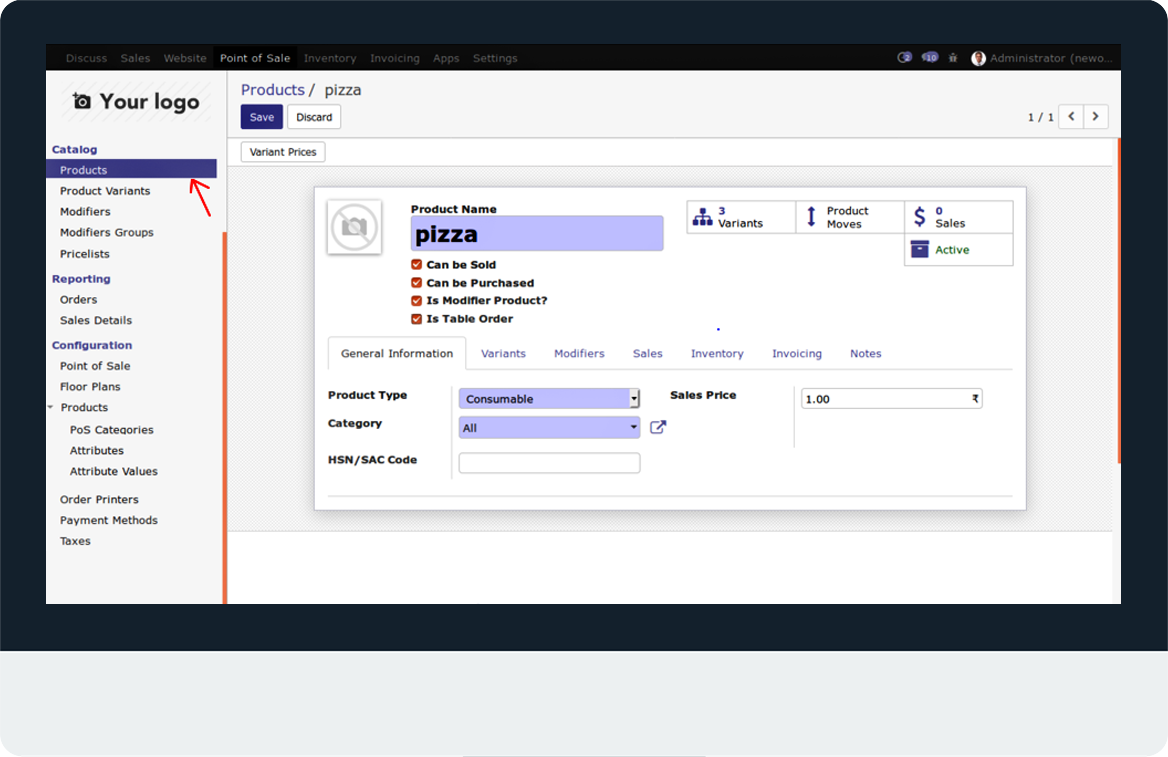 Discuss Sales Website Point of Sale Inventory Invoicing Apps Settings 2 10 Administrator (newo...
Your logo
Catalog
Products
Product Variants
Modifiers
Modifiers Groups
Pricelists
Reporting
Orders
Sales Details
Configuration
Point of Sale
Floor Plans
Products
PoS Categories
Attributes
Attribute Values
Order Printers
Payment Methods
Taxes
Products / pizza
Save Discard
1 / 1
Variant Prices
Product Name
pizza
3 Variants
Product Moves
0 Sales
Active
Can be Sold
Can be Purchased
Is Modifier Product?
Is Table Order
General Information Variants Modifiers Sales Inventory Invoicing Notes
Product Type Consumable
Sales Price 1.00 ₹
Category All
HSN/SAC Code